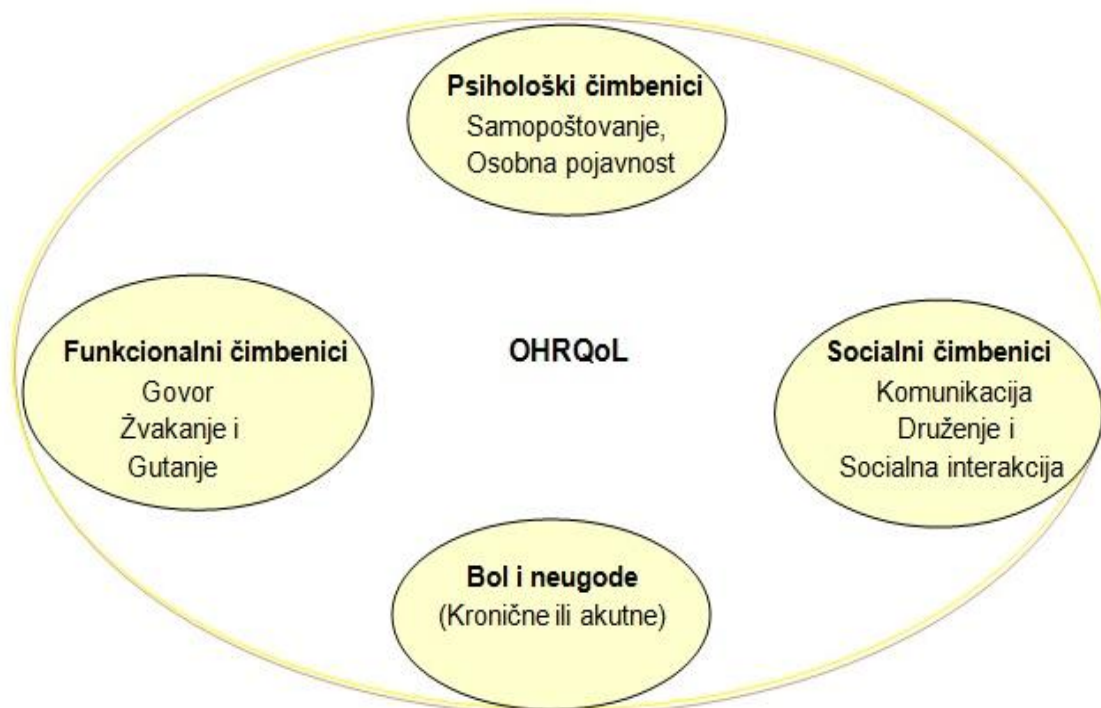 Psihološki čimbenici
Samopoštovanje,
Osobna pojavnost
Funkcionalni čimbenici
Govor
Žvakanje i
Gutanje
OHRQoL
Socialni čimbenici
Komunikacija
Druženje i
Socialna interakcija
Bol i neugode
(Kronične ili akutne)